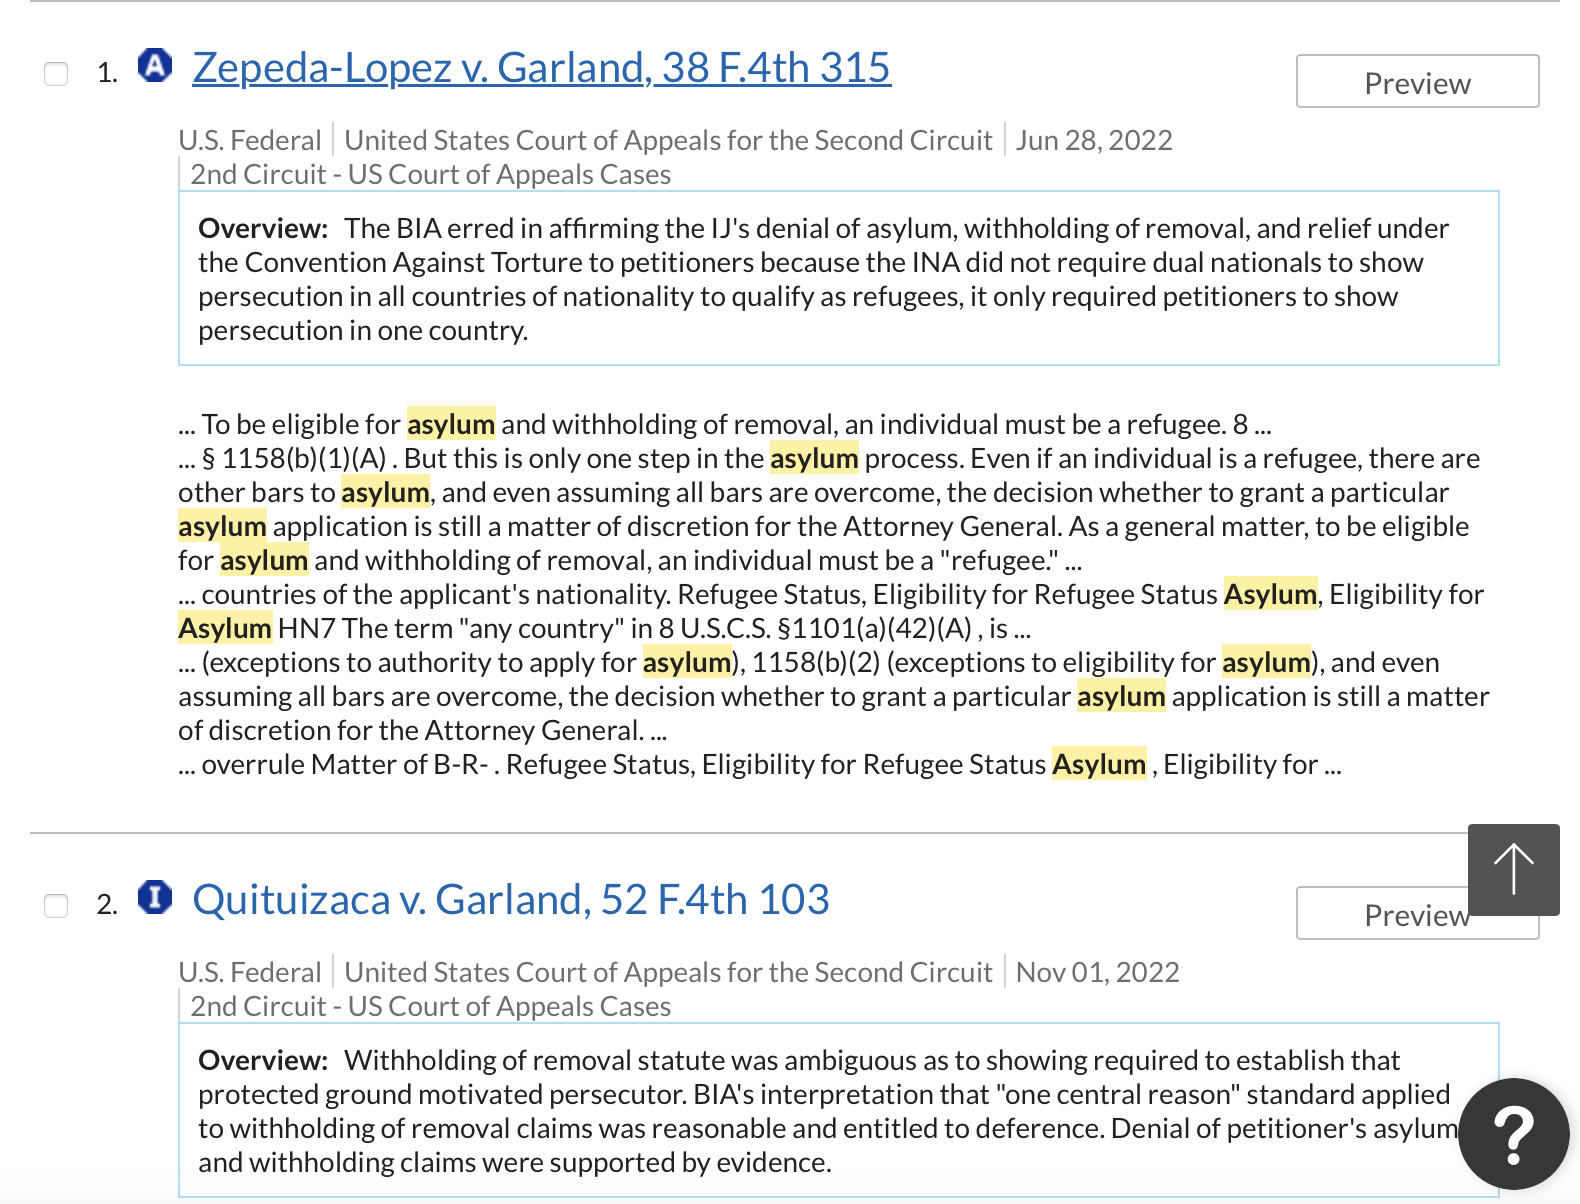 1. A Zepeda-Lopez v. Garland, 38 F.4th 315
Preview
U.S. Federal | United States Court of Appeals for the Second Circuit | Jun 28, 2022
| 2nd Circuit - US Court of Appeals Cases
Overview: The BIA erred in affirming the IJ's denial of asylum, withholding of removal, and relief under
the Convention Against Torture to petitioners because the INA did not require dual nationals to show
persecution in all countries of nationality to qualify as refugees, it only required petitioners to show
persecution in one country.
... To be eligible for asylum and withholding of removal, an individual must be a refugee. 8 ...
... § 1158(b)(1)(A) . But this is only one step in the asylum process. Even if an individual is a refugee, there are
other bars to asylum, and even assuming all bars are overcome, the decision whether to grant a particular
asylum application is still a matter of discretion for the Attorney General. As a general matter, to be eligible
for asylum and withholding of removal, an individual must be a "refugee." ...
... countries of the applicant's nationality. Refugee Status, Eligibility for Refugee Status Asylum, Eligibility for
Asylum HN7 The term "any country" in 8 U.S.C.S. §1101(a)(42)(A) , is ...
... (exceptions to authority to apply for asylum), 1158(b)(2) (exceptions to eligibility for asylum), and even
assuming all bars are overcome, the decision whether to grant a particular asylum application is still a matter
of discretion for the Attorney General. ...
... overrule Matter of B-R- . Refugee Status, Eligibility for Refugee Status Asylum , Eligibility for ...
2. I Quituizaca v. Garland, 52 F.4th 103
Preview
U.S. Federal | United States Court of Appeals for the Second Circuit | Nov 01, 2022
| 2nd Circuit - US Court of Appeals Cases
Overview: Withholding of removal statute was ambiguous as to showing required to establish that
protected ground motivated persecutor. BIA's interpretation that "one central reason" standard applied
to withholding of removal claims was reasonable and entitled to deference. Denial of petitioner's asylum
and withholding claims were supported by evidence.
?